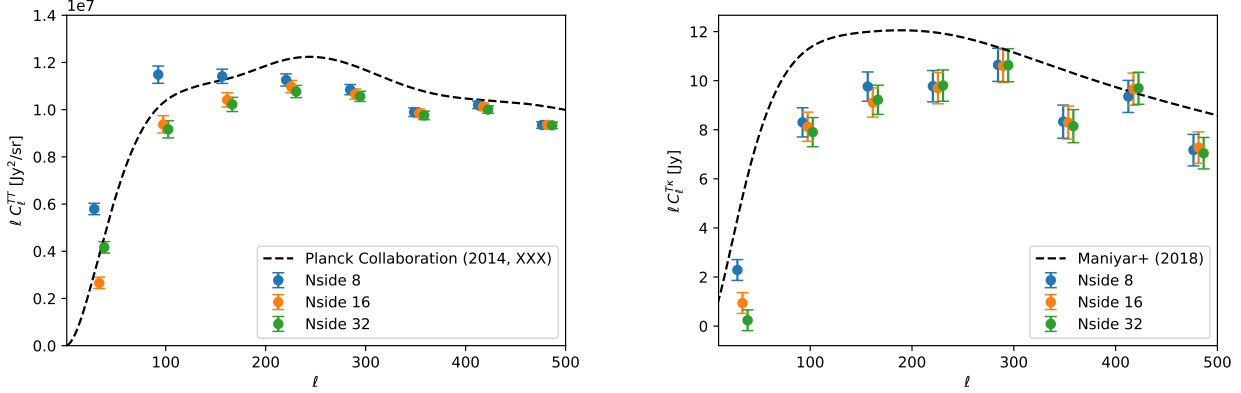 1e7
1.4
1.2
1.0
0.8
0.6
0.4
0.2
0.0
ℓ C_ℓ^{TT} [Jy²/sr]
Planck Collaboration (2014, XXX)
Nside 8
Nside 16
Nside 32
100 200 300 400 500
ℓ
12
10
8
6
4
2
0
ℓ C_ℓ^{Tκ} [Jy]
Maniyar+ (2018)
Nside 8
Nside 16
Nside 32
100 200 300 400 500
ℓ